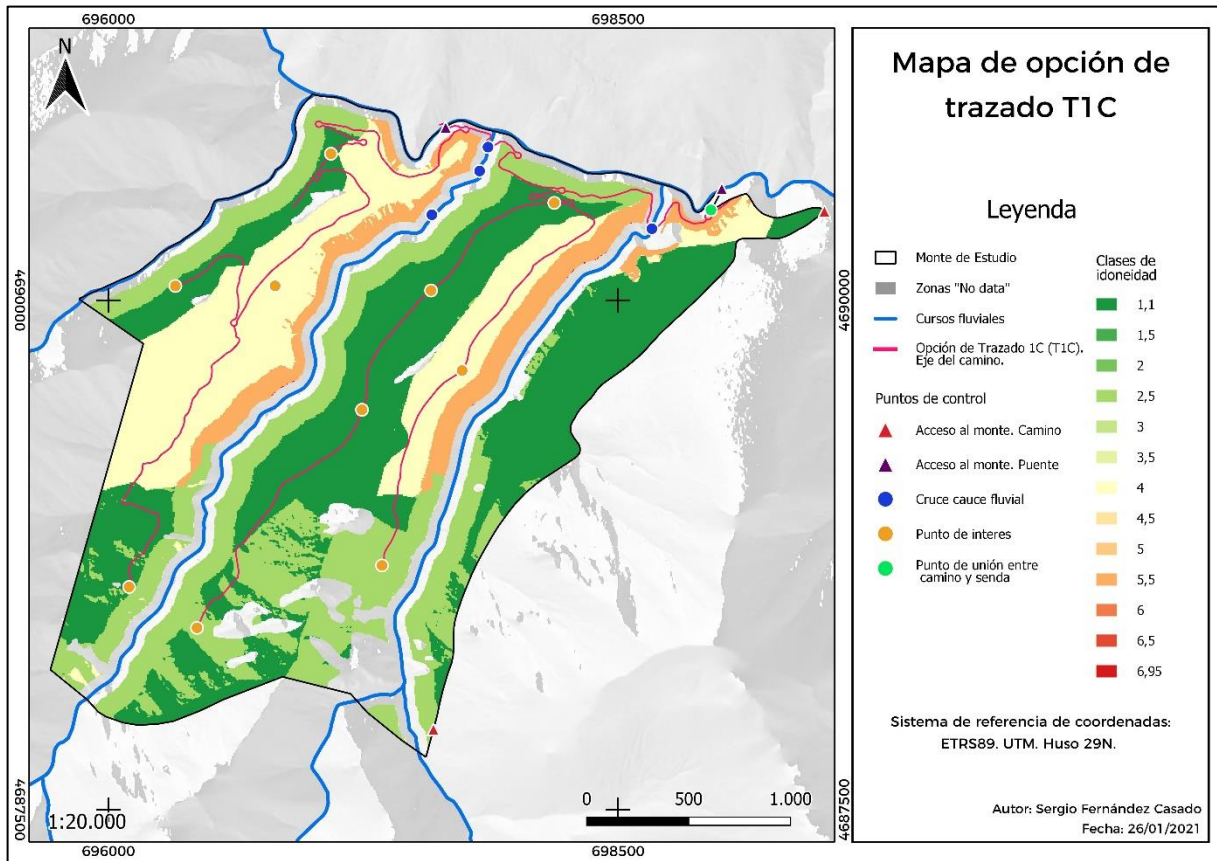 696000
698500
N
4690000
4690000
4687500
4687500
1:20.000
0
500
1.000
696000
698500
Mapa de opción de
trazado T1C
Leyenda
Monte de Estudio
Zonas "No data"
Cursos fluviales
Opción de Trazado 1C (T1C).
Eje del camino.
Puntos de control
Acceso al monte. Camino
Acceso al monte. Puente
Cruce cauce fluvial
Punto de interes
Punto de unión entre
camino y senda
Clases de
idoneidad
1,1
1,5
2
2,5
3
3,5
4
4,5
5
5,5
6
6,5
6,95
Sistema de referencia de coordenadas:
ETRS89. UTM. Huso 29N.
Autor: Sergio Fernández Casado
Fecha: 26/01/2021